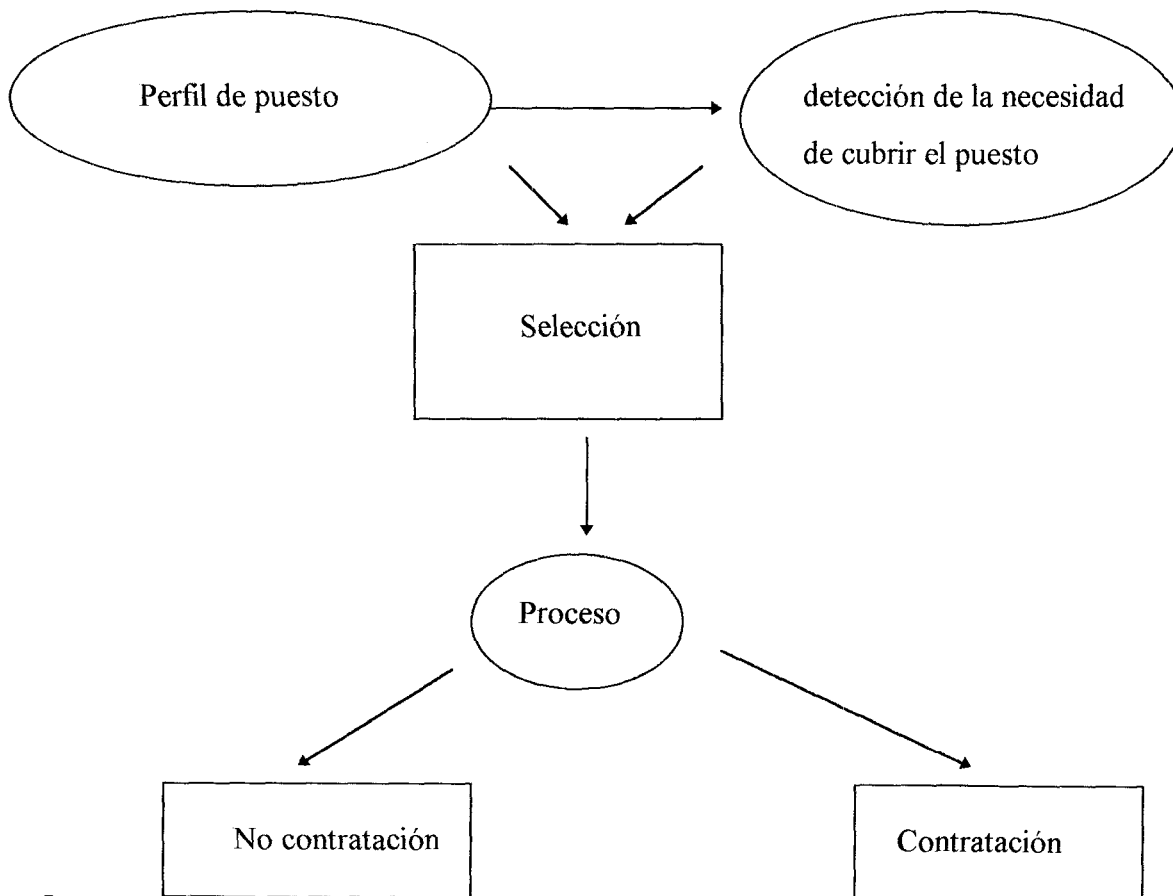 Perfil de puesto
detección de la necesidad
de cubrir el puesto
Selección
Proceso
No contratación
Contratación